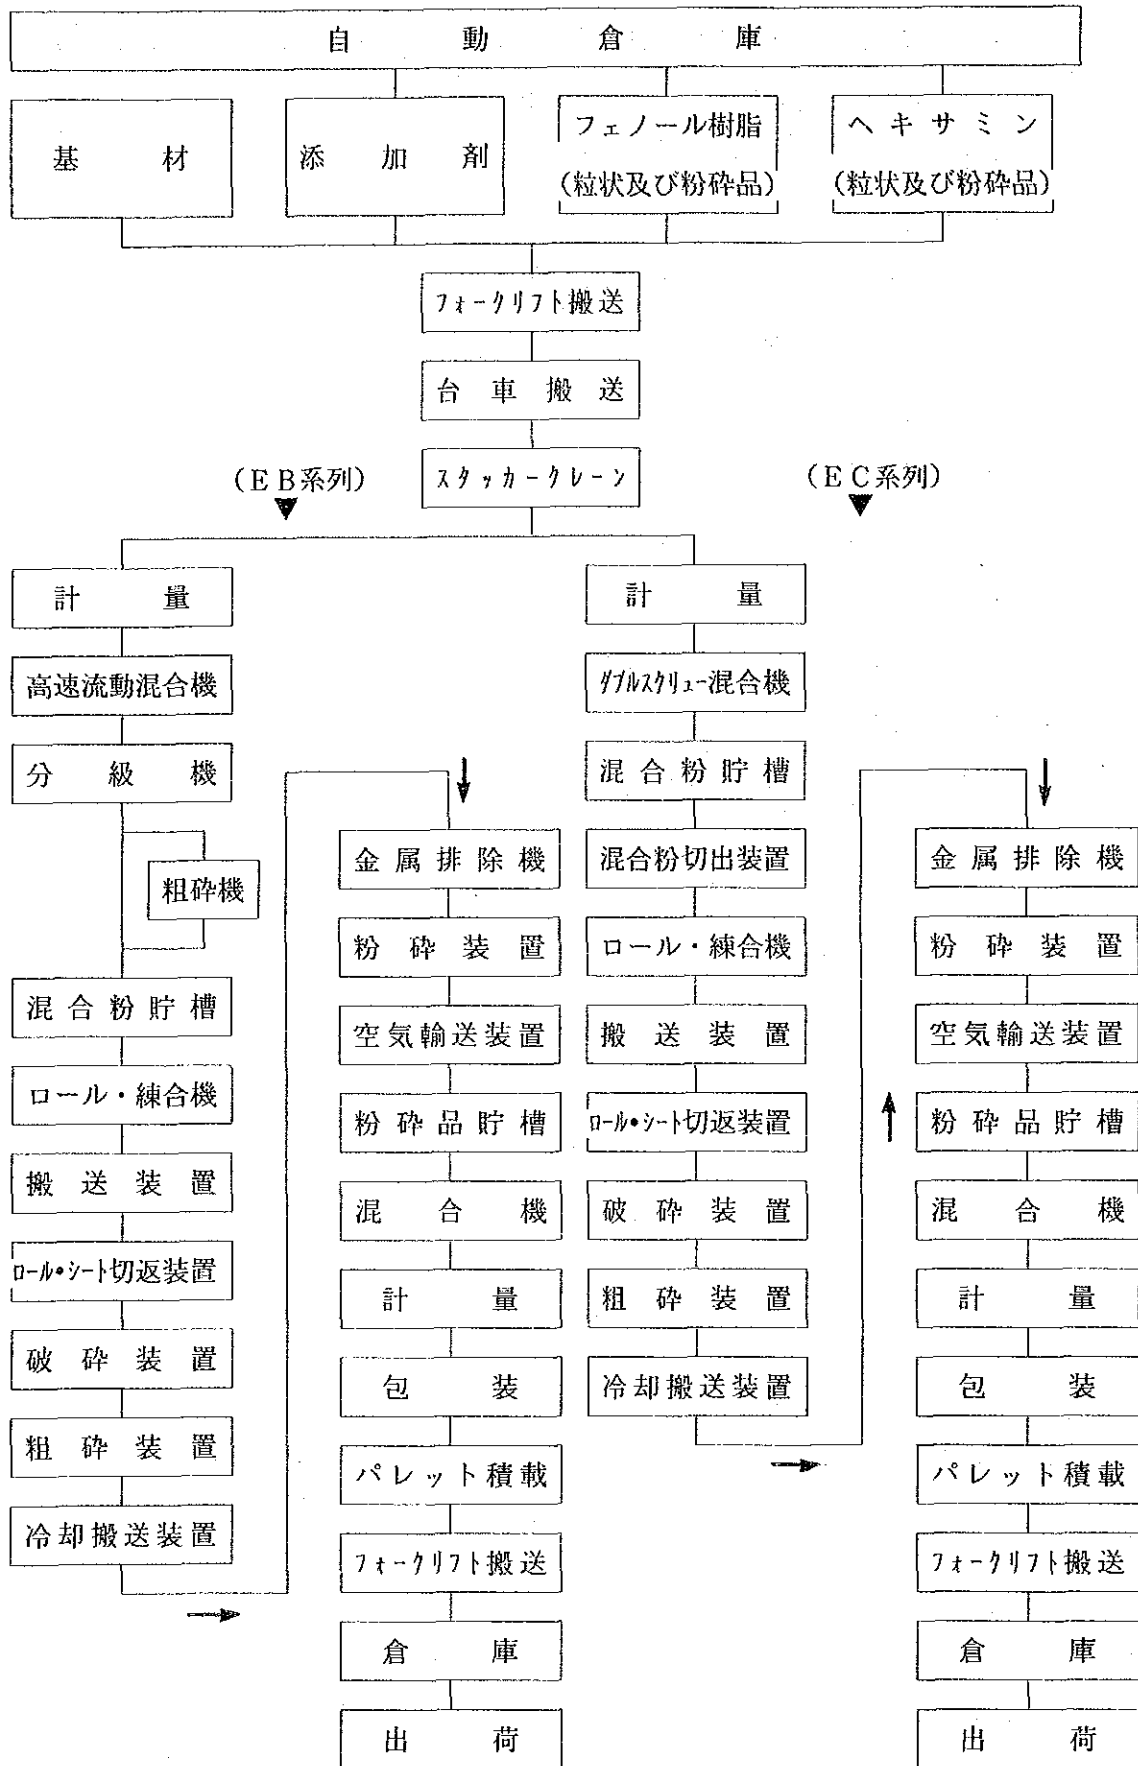 自動倉庫
基材
添加剤
フェノール樹脂
(粒状及び粉砕品)
ヘキサミン
(粒状及び粉砕品)
フォークリフト搬送
台車搬送
スタッカークレーン
(EB系列)
(EC系列)
計量
高速流動混合機
分級機
粗砕機
混合粉貯槽
ロール・練合機
搬送装置
ロール・シート切返装置
破砕装置
粗砕装置
冷却搬送装置
金属排除機
粉砕装置
空気輸送装置
粉砕品貯槽
混合機
計量
包装
パレット積載
フォークリフト搬送
倉庫
出荷
計量
ダブルスクリュー混合機
混合粉貯槽
混合粉切出装置
ロール・練合機
搬送装置
ロール・シート切返装置
破砕装置
粗砕装置
冷却搬送装置
金属排除機
粉砕装置
空気輸送装置
粉砕品貯槽
混合機
計量
包装
パレット積載
フォークリフト搬送
倉庫
出荷